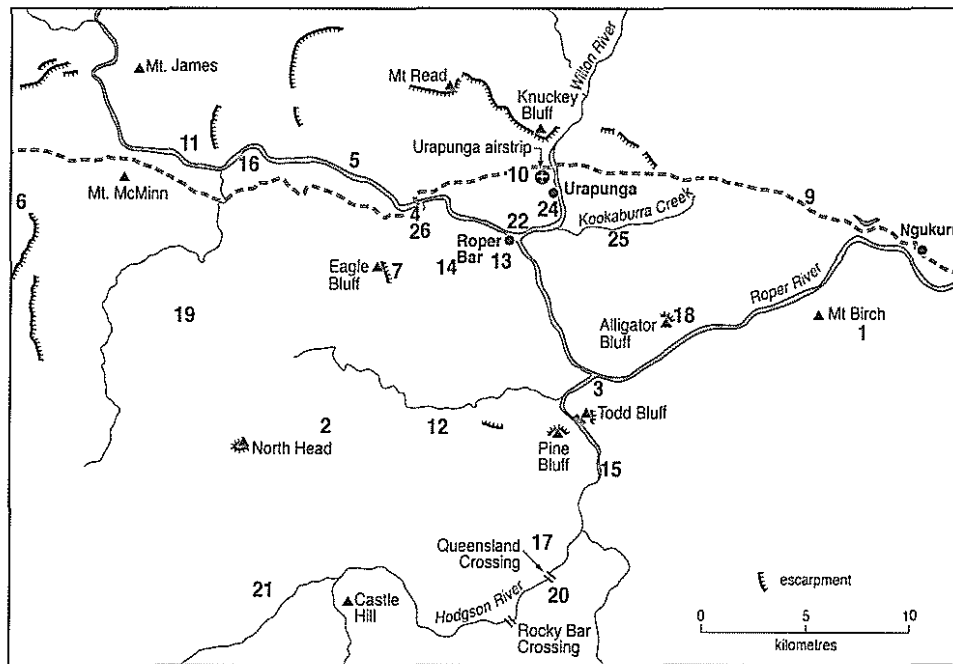 Mt. James
Mt Read
Wilton River
Knuckey
Bluff
Urapunga airstrip
11
16
5
10
Urapunga
24
6
Mt. McMinn
9
4
26
22
Kookaburra Creek
25
Ngukurr
Roper
Bar
13
14
Eagle
Bluff
7
Roper River
19
Alligator
Bluff
18
Mt Birch
1
3
Todd Bluff
2
12
North Head
Pine
Bluff
15
17
Queensland
Crossing
20
21
Castle
Hill
Hodgson River
Rocky Bar
Crossing
escarpment
0 10
kilometres